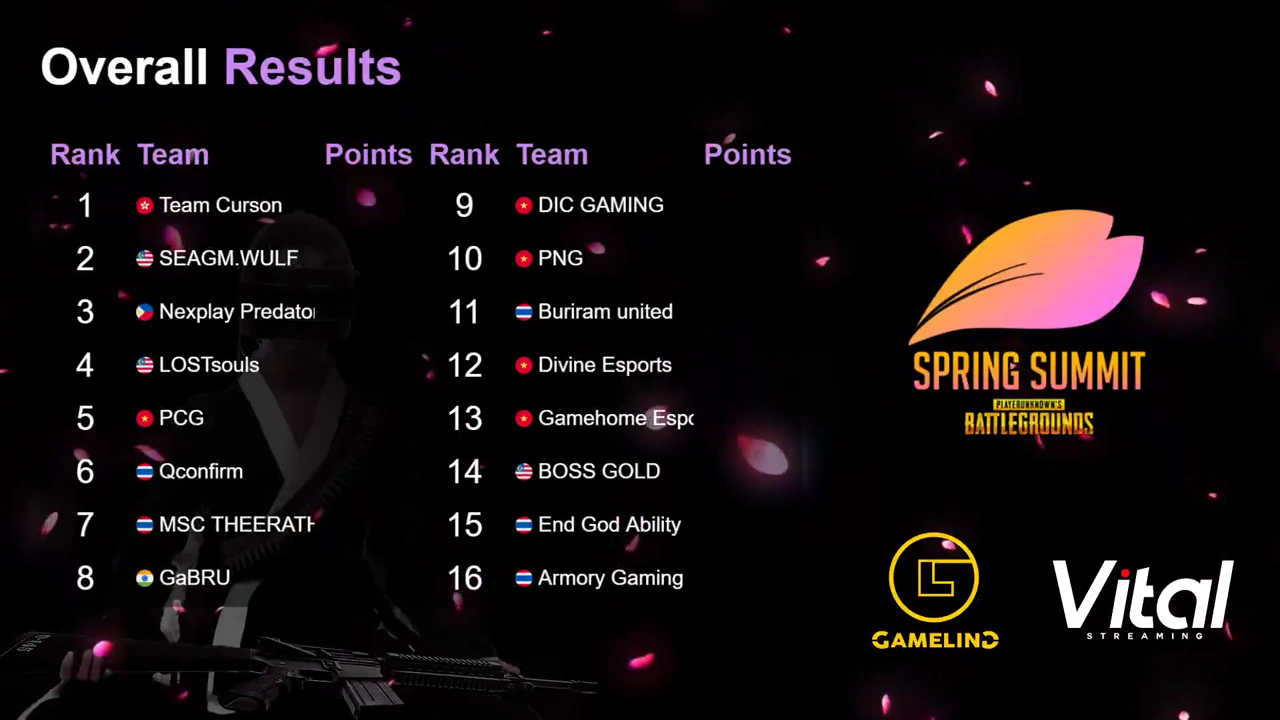 Overall Results
Rank Team Points Rank Team Points
1 Team Curson 9 DIC GAMING
2 SEAGM.WULF 10 PNG
3 Nexplay Predator 11 Buriram united
4 LOSTsouls 12 Divine Esports
5 PCG 13 Gamehome Espo
6 Qconfirm 14 BOSS GOLD
7 MSC THEERATH 15 End God Ability
8 GaBRU 16 Armory Gaming
SPRING SUMMIT
PLAYERUNKNOWN'S
BATTLEGROUNDS
GAMELING
Vital
STREAMING